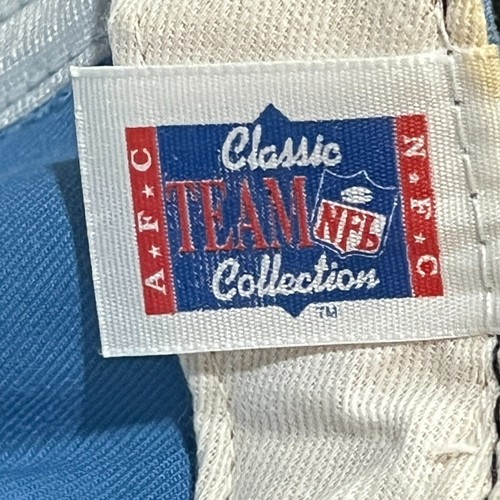 Classic
A★F★C TEAM NFL N★F★C
Collection
TM